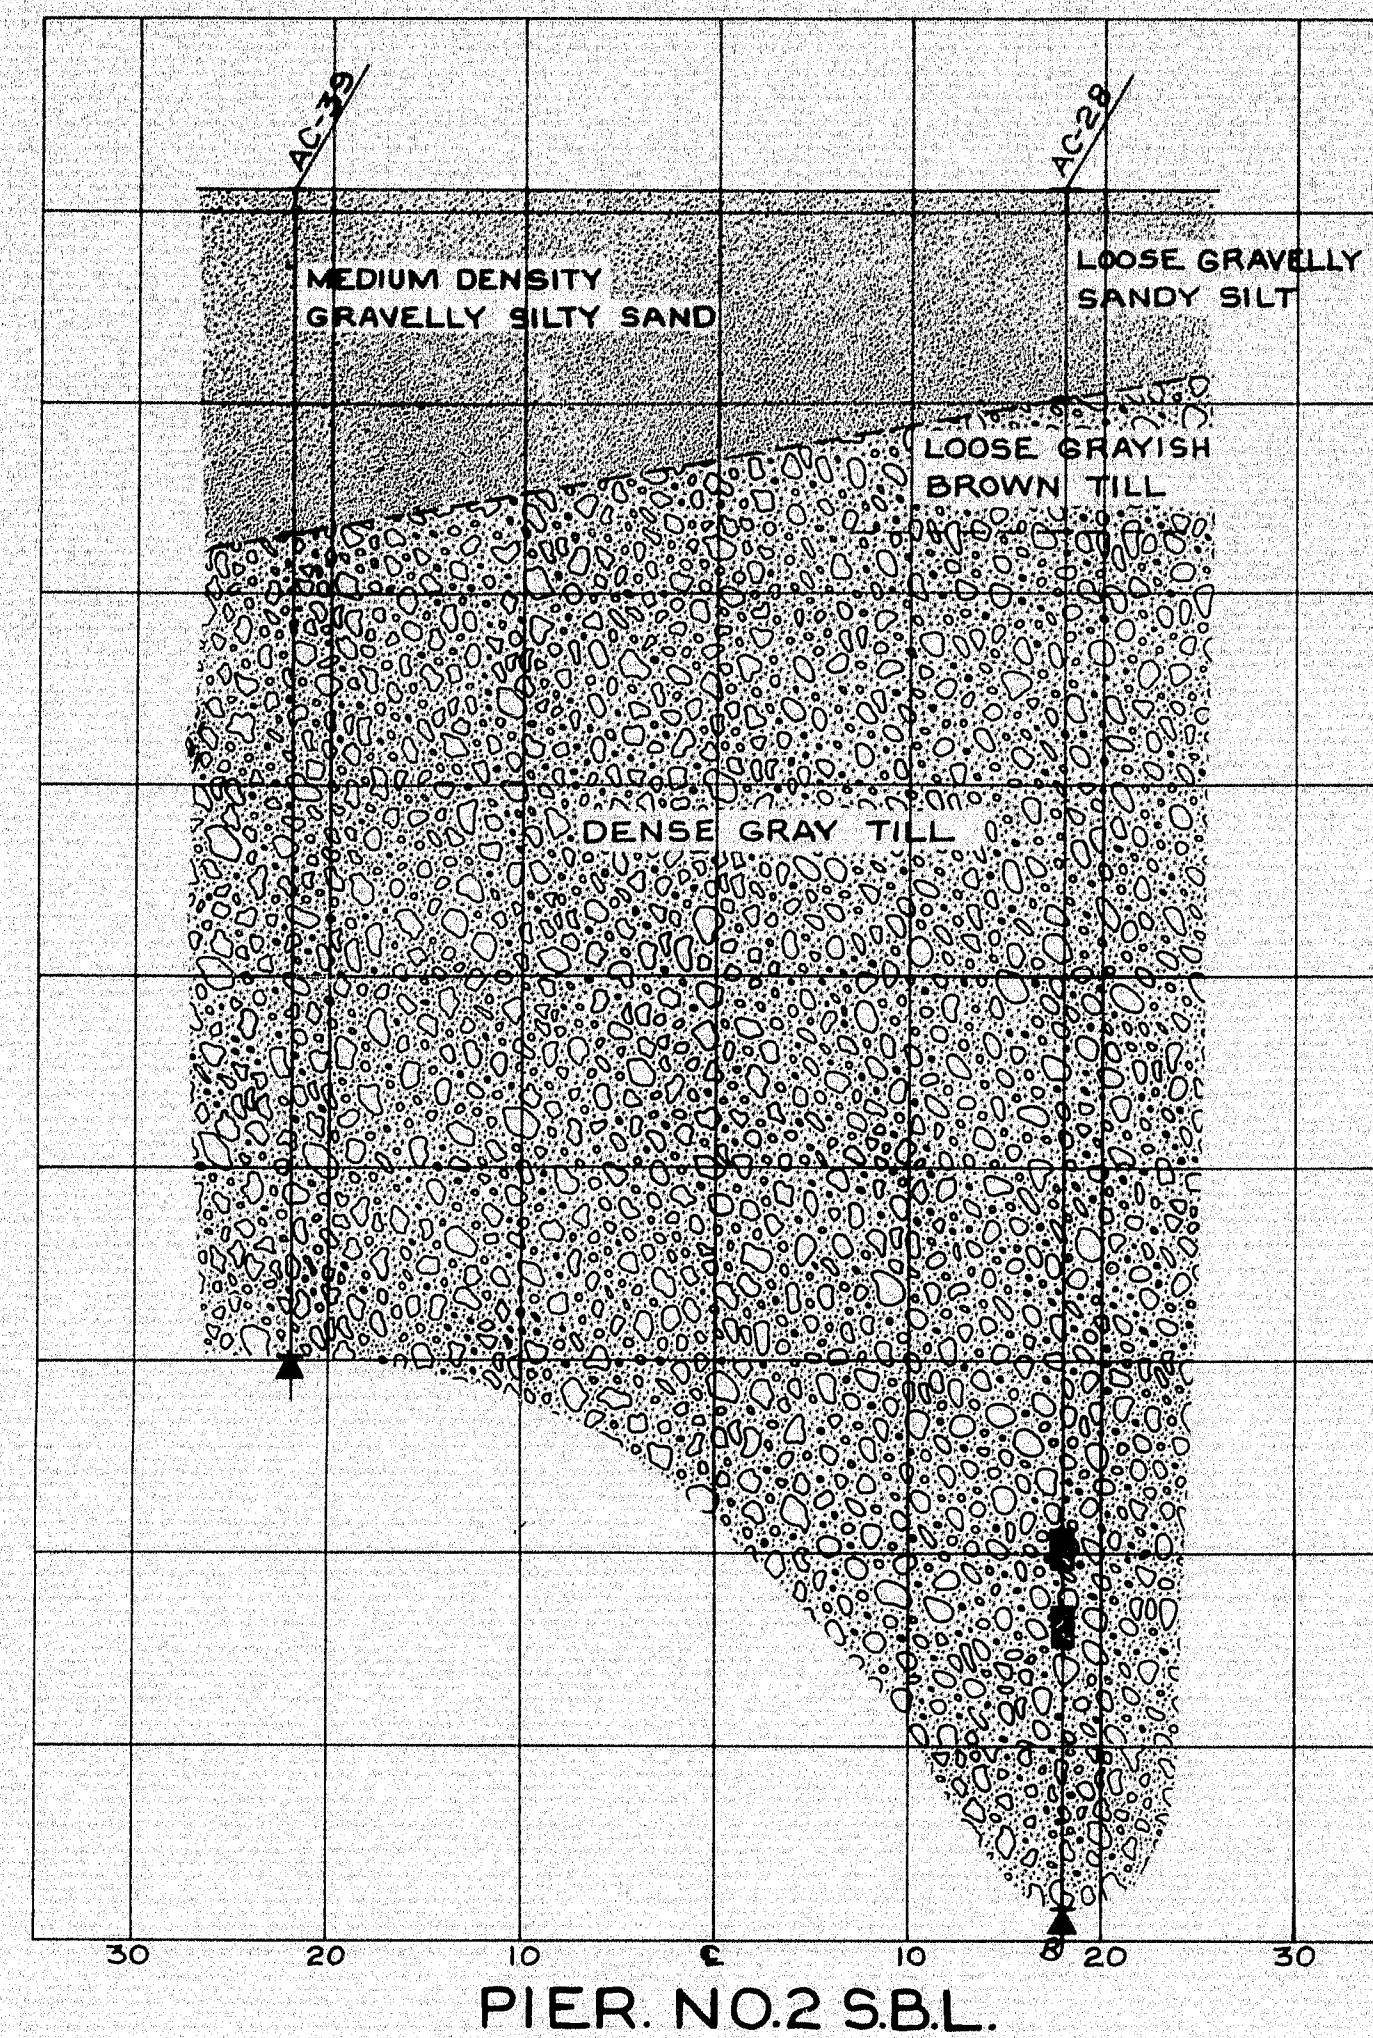 AC-39
AC-28
MEDIUM DENSITY
GRAVELLY SILTY SAND
LOOSE GRAVELLY
SANDY SILT
LOOSE GRAYISH
BROWN TILL
DENSE GRAY TILL
30 20 10 ℄ 10 20 30
PIER. NO.2 S.B.L.